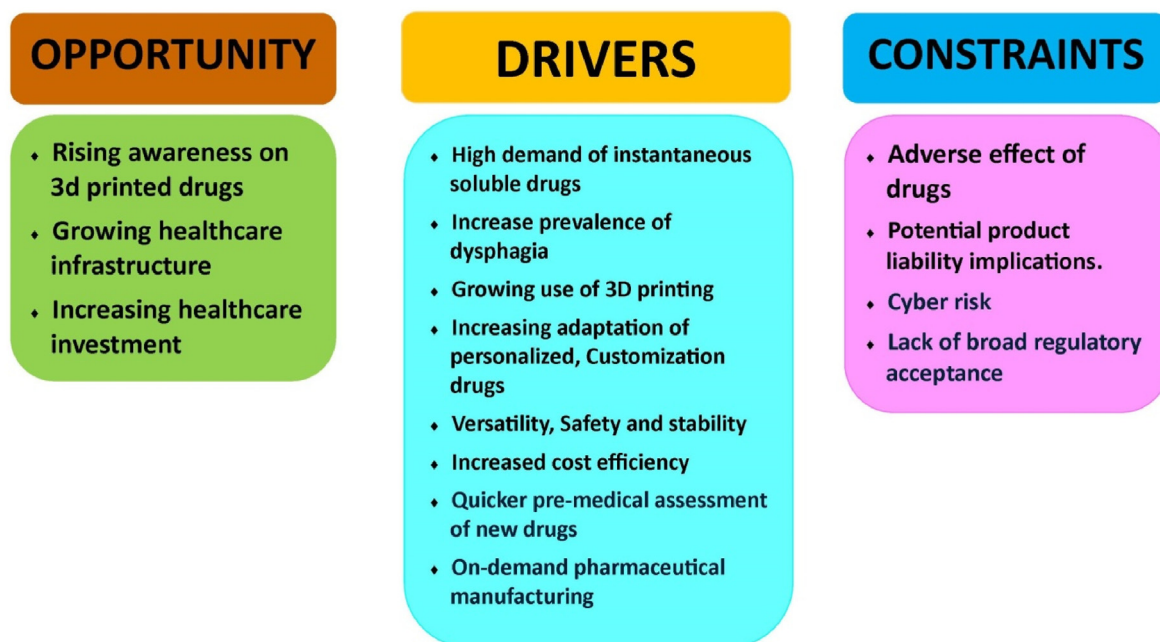 OPPORTUNITY
Rising awareness on
3d printed drugs
Growing healthcare
infrastructure
Increasing healthcare
investment
DRIVERS
High demand of instantaneous
soluble drugs
Increase prevalence of
dysphagia
Growing use of 3D printing
Increasing adaptation of
personalized, Customization
drugs
Versatility, Safety and stability
Increased cost efficiency
Quicker pre-medical assessment
of new drugs
On-demand pharmaceutical
manufacturing
CONSTRAINTS
Adverse effect of
drugs
Potential product
liability implications.
Cyber risk
Lack of broad regulatory
acceptance